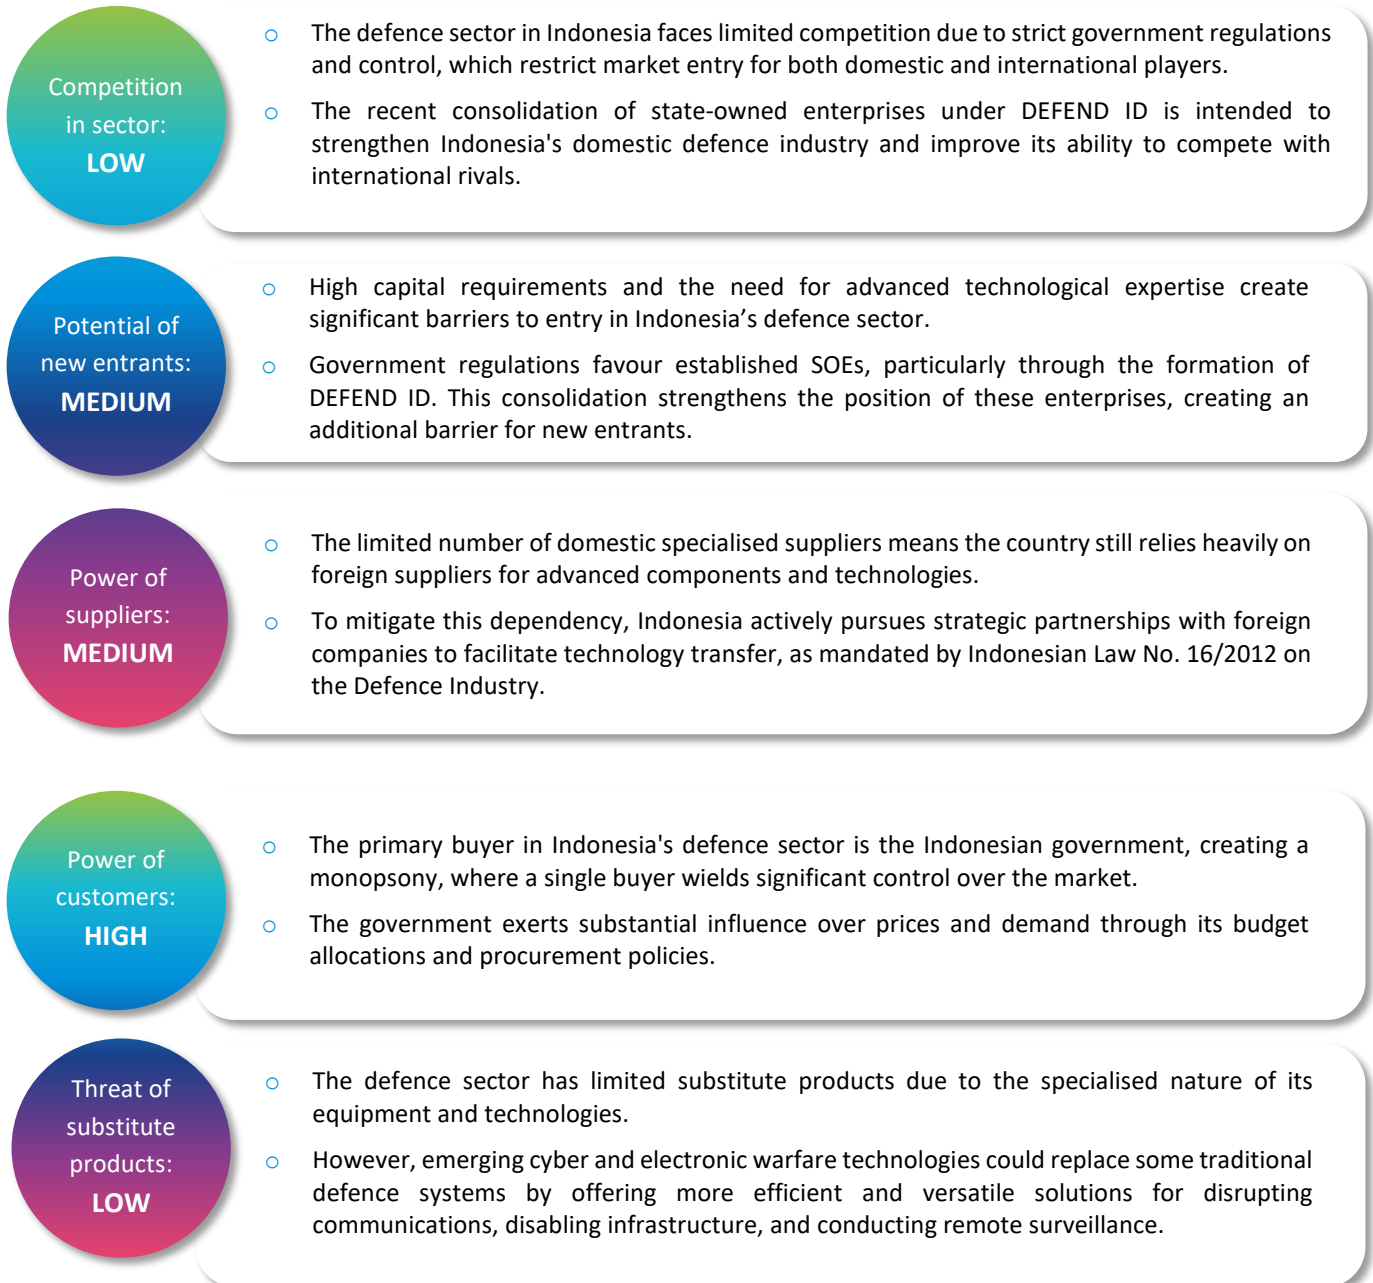 Competition
in sector:
LOW
o The defence sector in Indonesia faces limited competition due to strict government regulations
and control, which restrict market entry for both domestic and international players.
o The recent consolidation of state-owned enterprises under DEFEND ID is intended to
strengthen Indonesia's domestic defence industry and improve its ability to compete with
international rivals.
Potential of
new entrants:
MEDIUM
o High capital requirements and the need for advanced technological expertise create
significant barriers to entry in Indonesia’s defence sector.
o Government regulations favour established SOEs, particularly through the formation of
DEFEND ID. This consolidation strengthens the position of these enterprises, creating an
additional barrier for new entrants.
Power of
suppliers:
MEDIUM
o The limited number of domestic specialised suppliers means the country still relies heavily on
foreign suppliers for advanced components and technologies.
o To mitigate this dependency, Indonesia actively pursues strategic partnerships with foreign
companies to facilitate technology transfer, as mandated by Indonesian Law No. 16/2012 on
the Defence Industry.
Power of
customers:
HIGH
o The primary buyer in Indonesia's defence sector is the Indonesian government, creating a
monopsony, where a single buyer wields significant control over the market.
o The government exerts substantial influence over prices and demand through its budget
allocations and procurement policies.
Threat of
substitute
products:
LOW
o The defence sector has limited substitute products due to the specialised nature of its
equipment and technologies.
o However, emerging cyber and electronic warfare technologies could replace some traditional
defence systems by offering more efficient and versatile solutions for disrupting
communications, disabling infrastructure, and conducting remote surveillance.